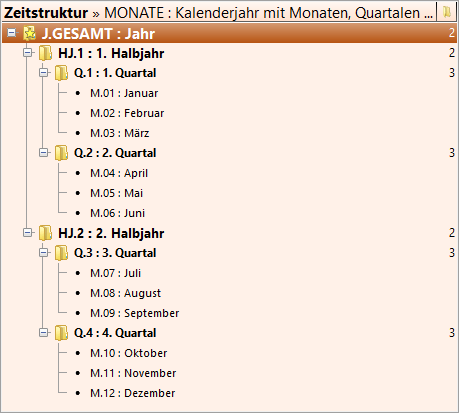 Zeitstruktur » MONATE : Kalenderjahr mit Monaten, Quartalen ...
J.GESAMT : Jahr 2
HJ.1 : 1. Halbjahr 2
Q.1 : 1. Quartal 3
M.01 : Januar
M.02 : Februar
M.03 : März
Q.2 : 2. Quartal 3
M.04 : April
M.05 : Mai
M.06 : Juni
HJ.2 : 2. Halbjahr 2
Q.3 : 3. Quartal 3
M.07 : Juli
M.08 : August
M.09 : September
Q.4 : 4. Quartal 3
M.10 : Oktober
M.11 : November
M.12 : Dezember